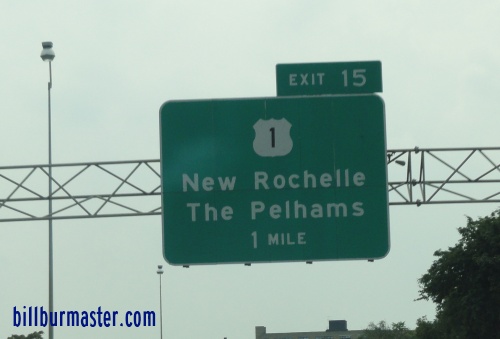 EXIT 15
1
New Rochelle
The Pelhams
1 MILE
billburmaster.com